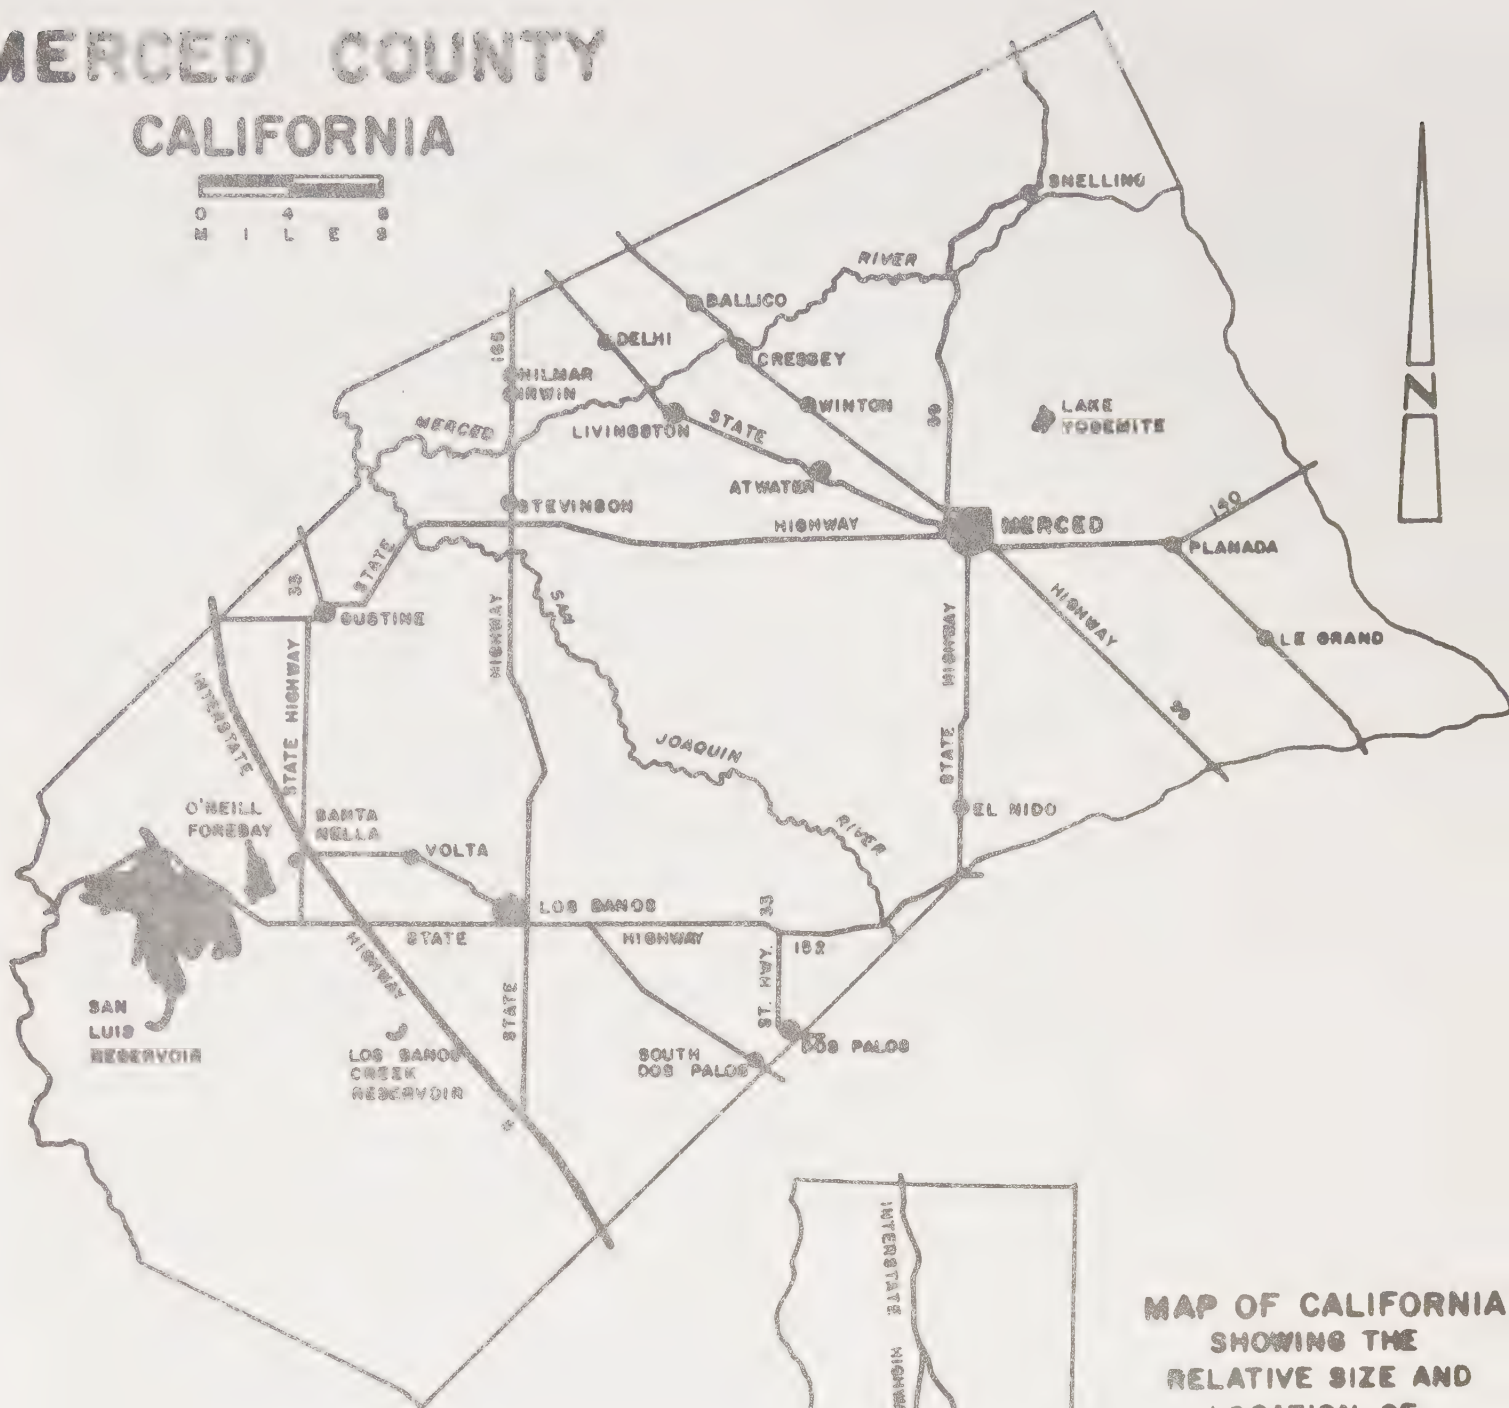 MERCED COUNTY
CALIFORNIA
0 4 8
MILES
SNELLING
RIVER
BALLICO
DELHI
165
CRESSEY
HILMAR
IRWIN
WINTON
59
LAKE
YOSEMITE
MERCED
LIVINGSTON
STATE
ATWATER
STEVINSON
HIGHWAY
MERCED
140
PLANADA
N
STATE
33
GUSTINE
SAN
HIGHWAY
HIGHWAY
HIGHWAY
LE GRAND
INTERSTATE
STATE HIGHWAY
99
JOAQUIN
STATE
O'NEILL
FOREBAY
SANTA
NELLA
EL NIDO
RIVER
VOLTA
LOS BANOS
33
STATE
HIGHWAY
152
HIGHWAY
STATE
ST. HWY.
SAN
LUIS
RESERVOIR
LOS BANOS
CREEK
RESERVOIR
SOUTH
DOS PALOS
DOS PALOS
INTERSTATE
MAP OF CALIFORNIA
SHOWING THE
RELATIVE SIZE AND